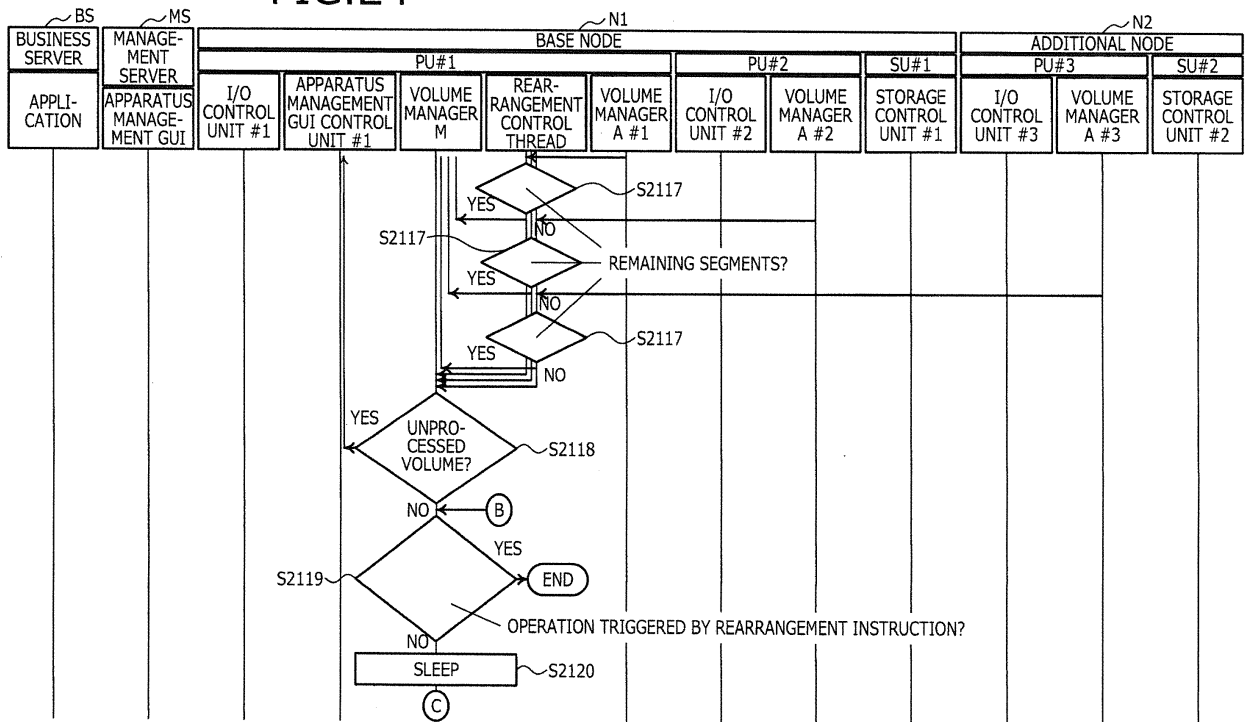 BS
MS
N1
N2
BUSINESS
SERVER
MANAGE-
MENT
SERVER
BASE NODE
ADDITIONAL NODE
PU#1
PU#2
SU#1
PU#3
SU#2
APPLI-
CATION
APPARATUS
MANAGE-
MENT GUI
I/O
CONTROL
UNIT #1
APPARATUS
MANAGEMENT
GUI CONTROL
UNIT #1
VOLUME
MANAGER
M
REAR-
RANGEMENT
CONTROL
THREAD
VOLUME
MANAGER
A #1
I/O
CONTROL
UNIT #2
VOLUME
MANAGER
A #2
STORAGE
CONTROL
UNIT #1
I/O
CONTROL
UNIT #3
VOLUME
MANAGER
A #3
STORAGE
CONTROL
UNIT #2
S2117
YES
NO
S2117
REMAINING SEGMENTS?
YES
NO
S2117
YES
NO
YES
UNPRO-
CESSED
VOLUME?
S2118
NO
B
YES
S2119
END
OPERATION TRIGGERED BY REARRANGEMENT INSTRUCTION?
NO
SLEEP
S2120
C